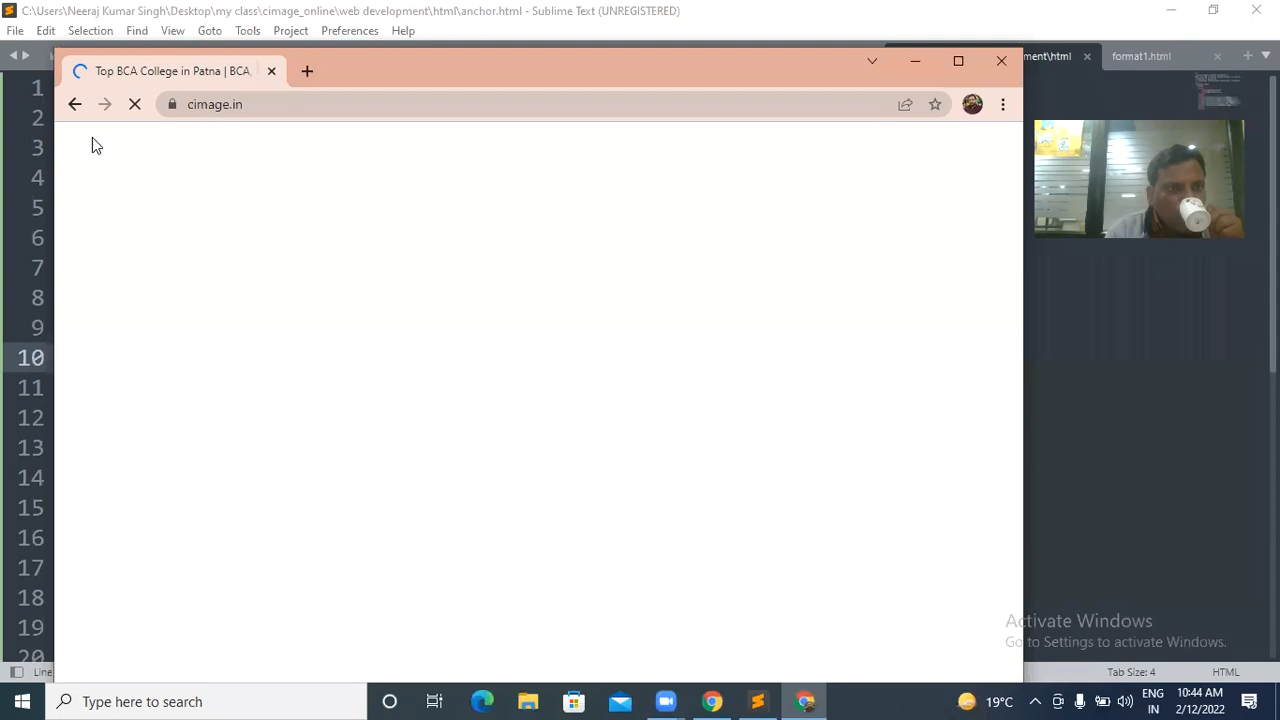 C:\Users\Neeraj Kumar Singh\Desktop\my class\cimage_online\web development\html\anchor.html - Sublime Text (UNREGISTERED)
File Edit Selection Find View Goto Tools Project Preferences Help
ment\html format1.html
Top BCA College in Patna | BCA,
cimage.in
1
2
3
4
5
6
7
8
9
10
11
12
13
14
15
16
17
18
19
20
Activate Windows
Go to Settings to activate Windows.
Line Tab Size: 4 HTML
Type here to search
19°C
ENG
IN
10:44 AM
2/12/2022